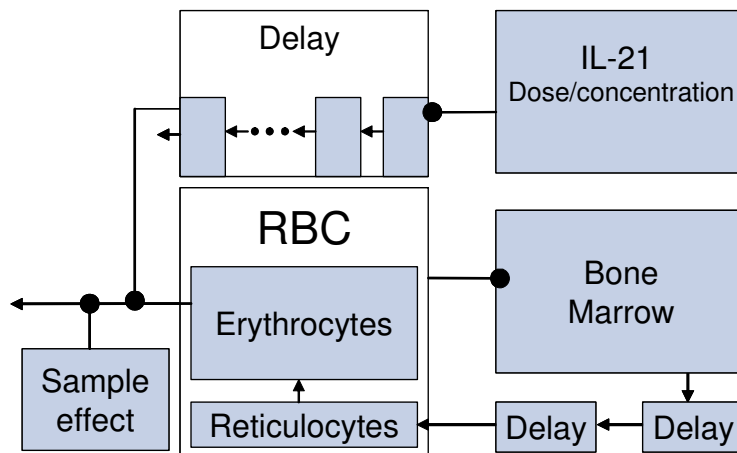 Delay
IL-21
Dose/concentration
RBC
Erythrocytes
Bone
Marrow
Sample
effect
Reticulocytes
Delay
Delay